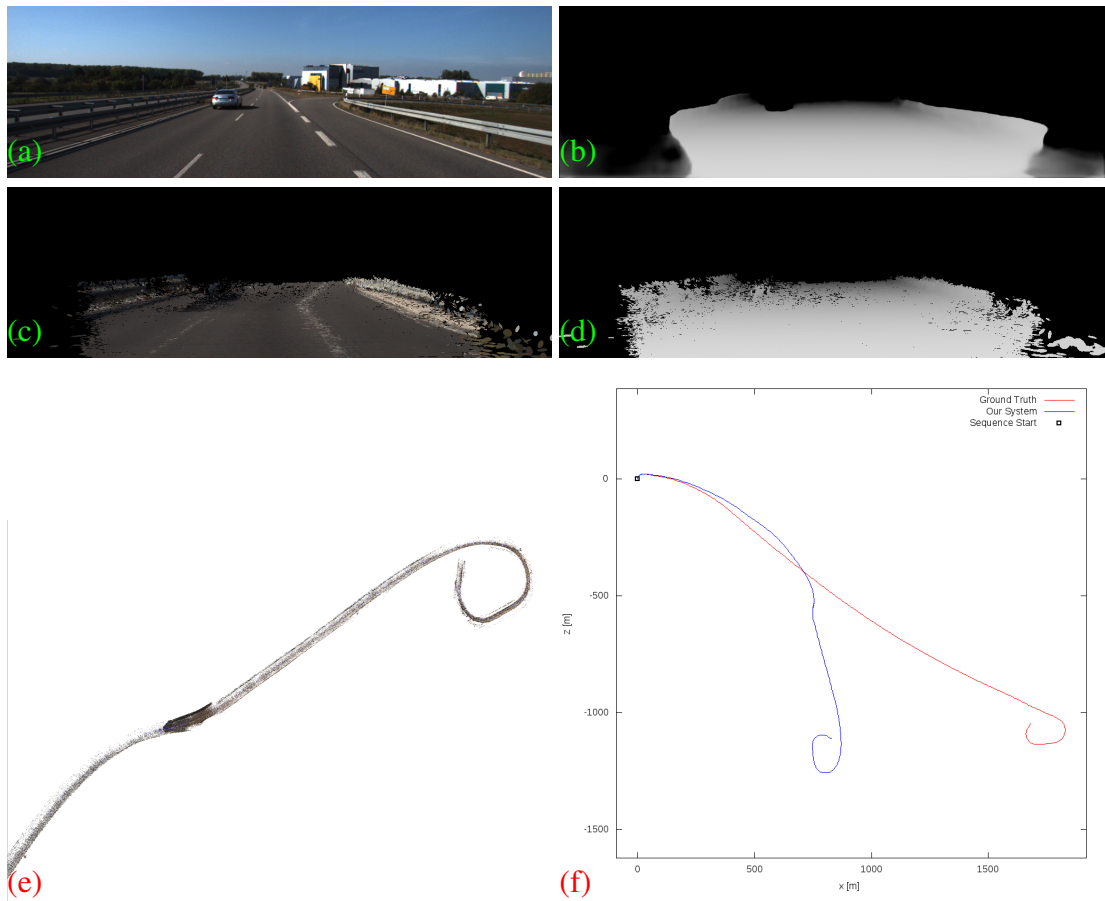 (a)
(b)
(c)
(d)
(e)
Ground Truth
Our System
Sequence Start
0
-500
-1000
-1500
z [m]
0
500
1000
1500
x [m]
(f)